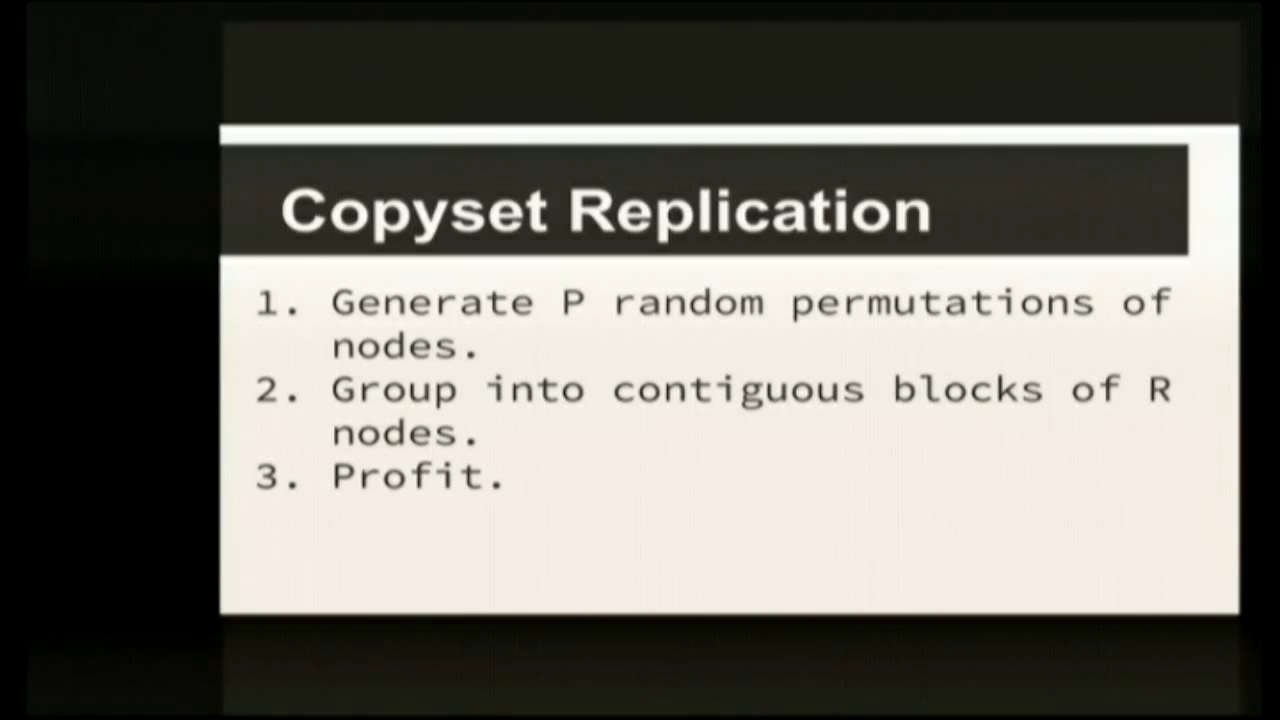 Copyset Replication
1. Generate P random permutations of
nodes.
2. Group into contiguous blocks of R
nodes.
3. Profit.